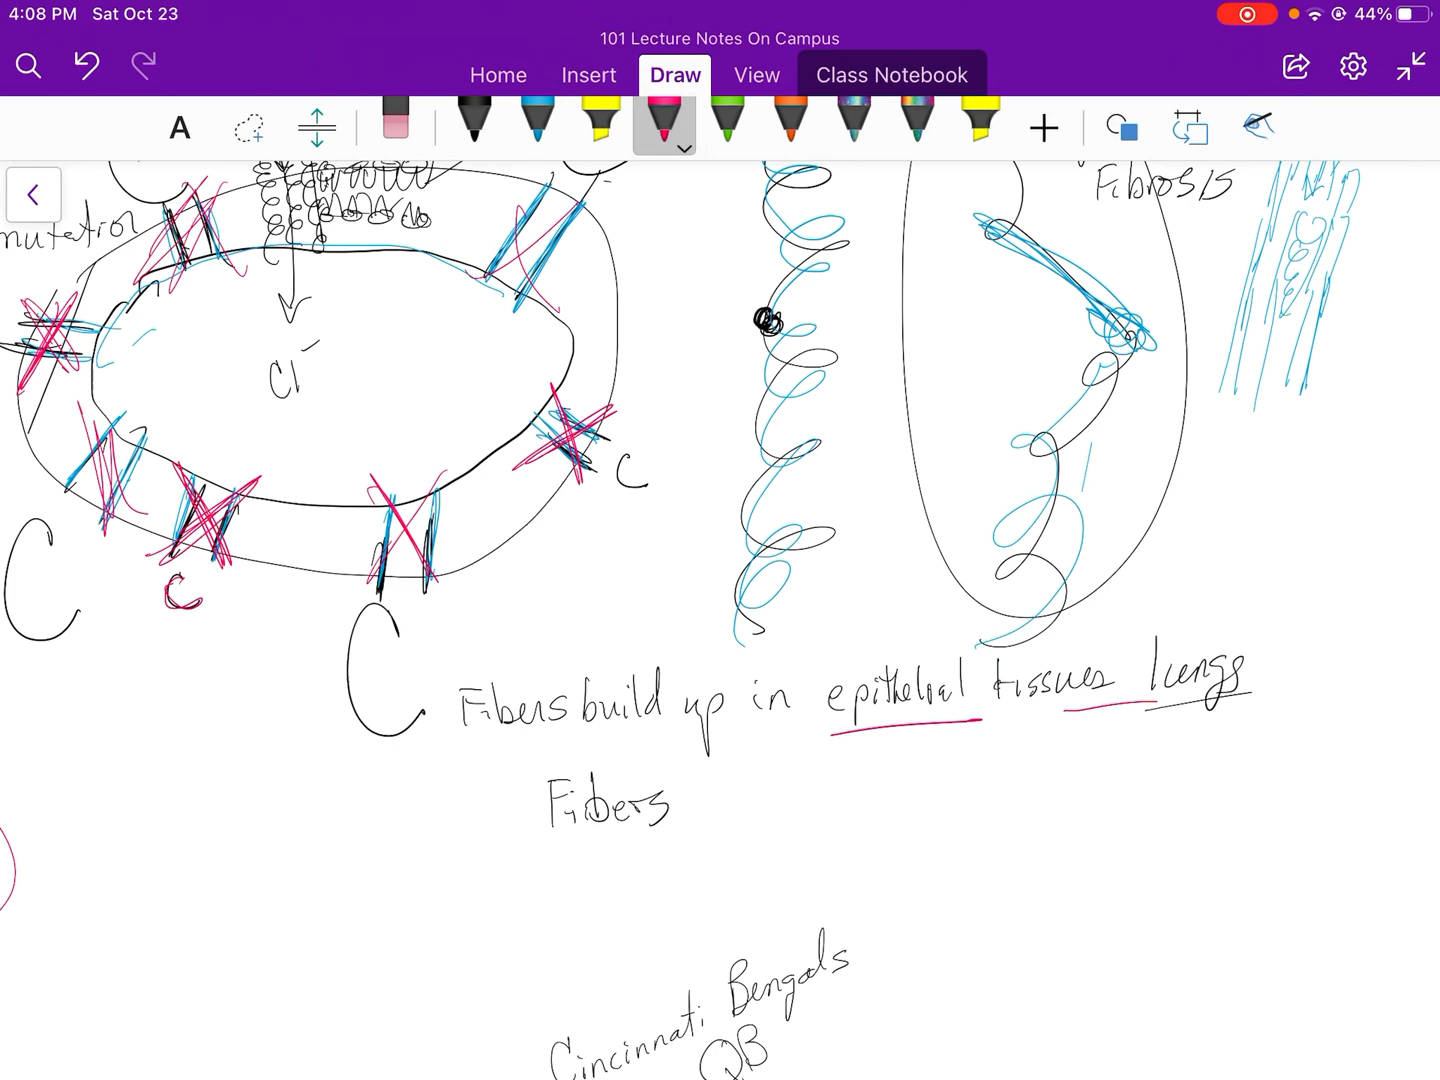 4:08 PM Sat Oct 23
44%
101 Lecture Notes On Campus
Home Insert Draw View Class Notebook
A
Fibrosis
mutation
Cl⁻
C
C
C
C
Fibers build up in epithelial tissues lungs
Fibers
Cincinnati Bengals
QB